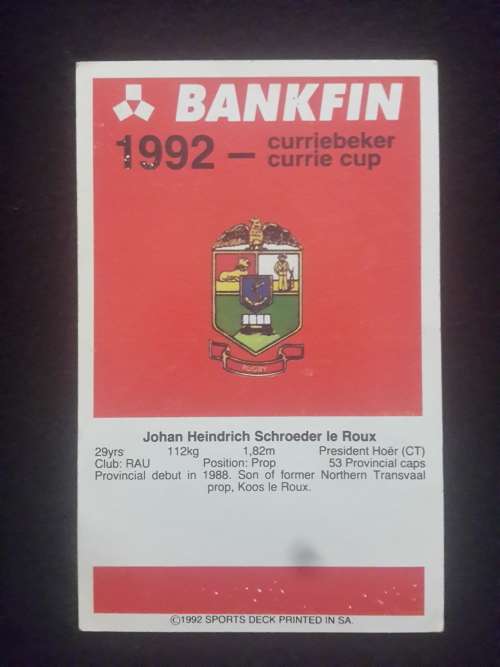 BANKFIN
1992 – curriebeker
currie cup
RUGBY
Johan Heindrich Schroeder le Roux
29yrs 112kg 1,82m President Hoër (CT)
Club: RAU Position: Prop 53 Provincial caps
Provincial debut in 1988. Son of former Northern Transvaal
prop, Koos le Roux.
©1992 SPORTS DECK PRINTED IN SA.